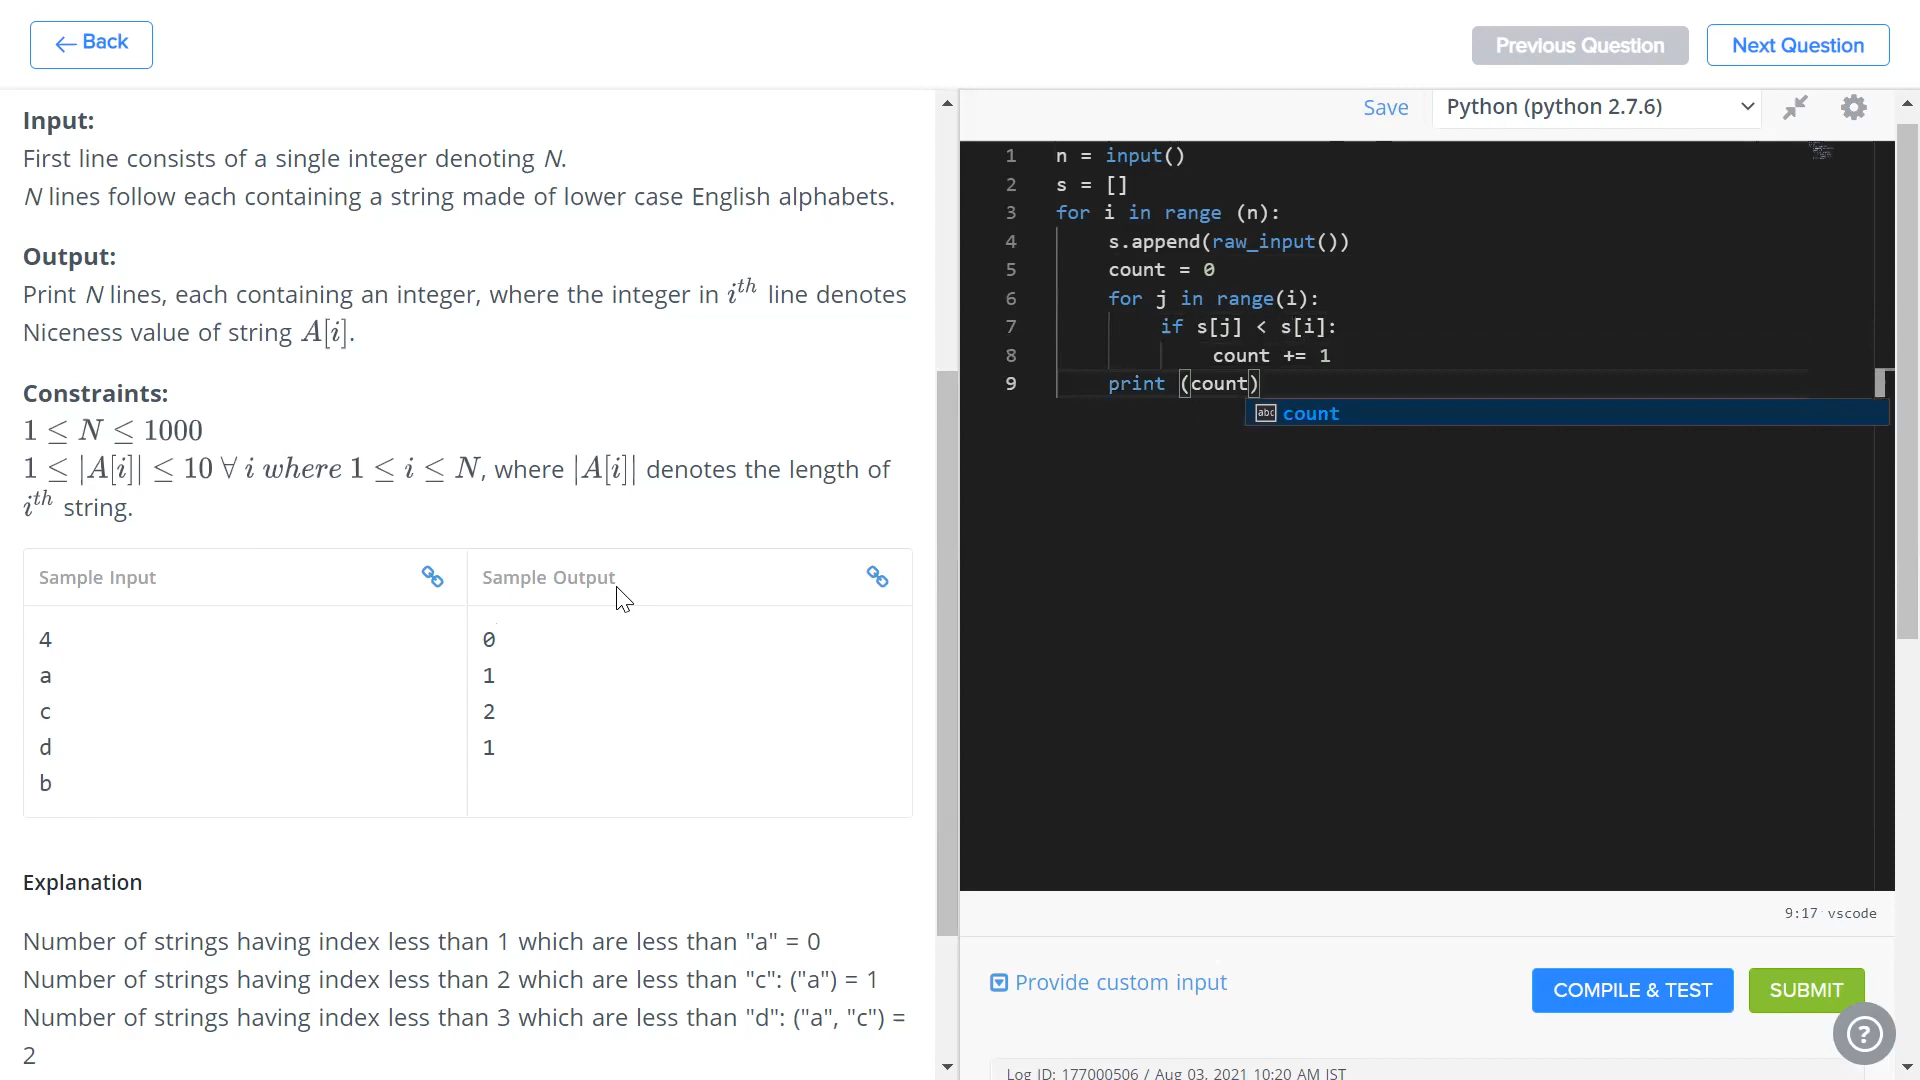 ← Back
Previous Question
Next Question
Input:
First line consists of a single integer denoting N.
N lines follow each containing a string made of lower case English alphabets.
Output:
Print N lines, each containing an integer, where the integer in i^th line denotes
Niceness value of string A[i].
Constraints:
1 ≤ N ≤ 1000
1 ≤ |A[i]| ≤ 10 ∀ i where 1 ≤ i ≤ N, where |A[i]| denotes the length of
i^th string.
Sample Input
4
a
c
d
b
Sample Output
0
1
2
1
Explanation
Number of strings having index less than 1 which are less than "a" = 0
Number of strings having index less than 2 which are less than "c": ("a") = 1
Number of strings having index less than 3 which are less than "d": ("a", "c") =
2
Save
Python (python 2.7.6)
1 n = input()
2 s = []
3 for i in range (n):
4     s.append(raw_input())
5     count = 0
6     for j in range(i):
7         if s[j] < s[i]:
8             count += 1
9     print (count)
abc count
9:17 vscode
Provide custom input
COMPILE & TEST
SUBMIT
?
Log ID: 177000506 / Aug 03, 2021 10:20 AM IST